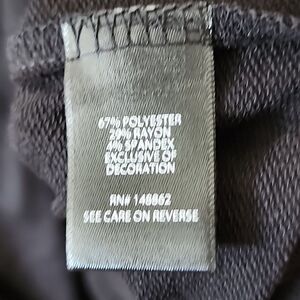 67% POLYESTER
29% RAYON
4% SPANDEX
EXCLUSIVE OF
DECORATION
RN# 148862
SEE CARE ON REVERSE